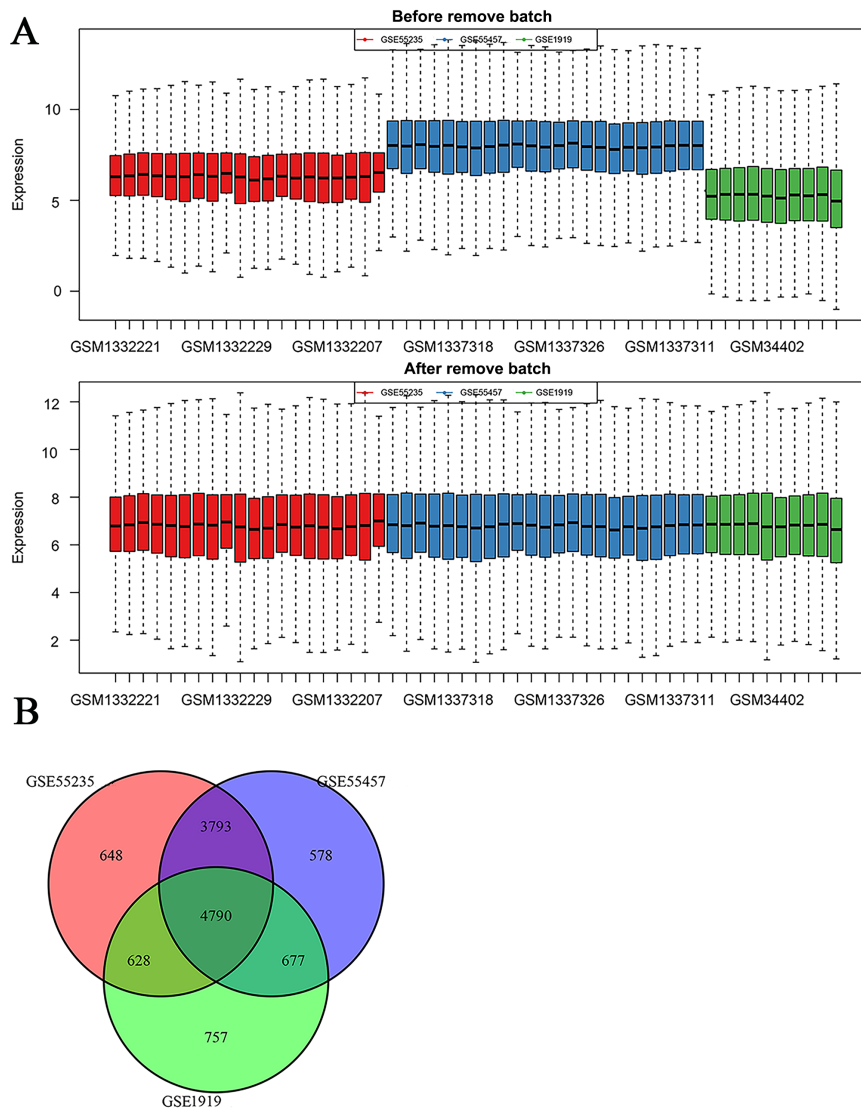 A
Before remove batch
GSE55235 GSE55457 GSE1919
Expression
10
5
0
GSM1332221 GSM1332229 GSM1332207 GSM1337318 GSM1337326 GSM1337311 GSM34402
After remove batch
GSE55235 GSE55457 GSE1919
Expression
12
10
8
6
4
2
GSM1332221 GSM1332229 GSM1332207 GSM1337318 GSM1337326 GSM1337311 GSM34402
B
GSE55235 GSE55457
3793
648 578
4790
628 677
757
GSE1919